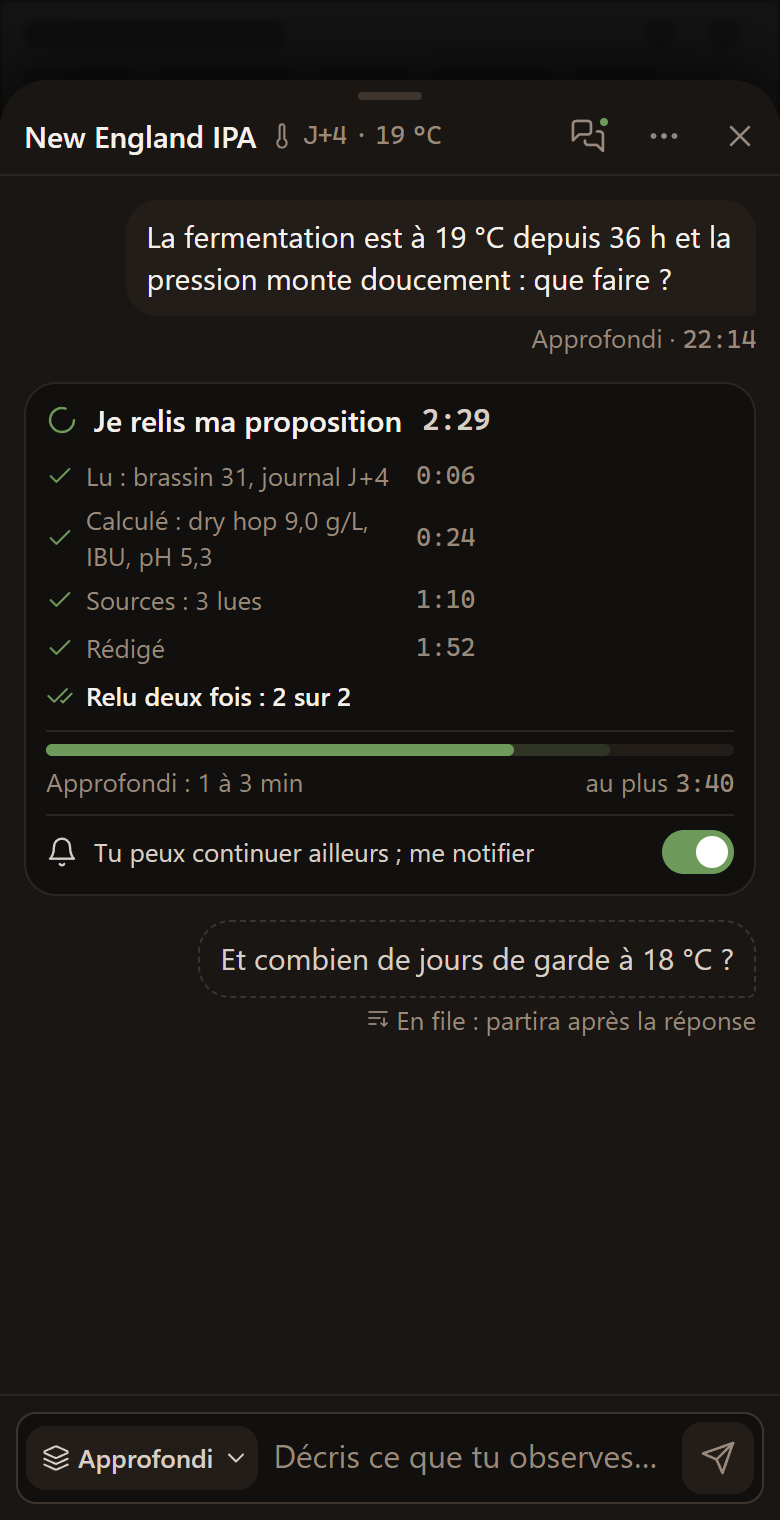 New England IPA J+4 · 19 °C
La fermentation est à 19 °C depuis 36 h et la
pression monte doucement : que faire ?
Approfondi · 22:14
Je relis ma proposition 2:29
Lu : brassin 31, journal J+4 0:06
Calculé : dry hop 9,0 g/L,
IBU, pH 5,3 0:24
Sources : 3 lues 1:10
Rédigé 1:52
Relu deux fois : 2 sur 2
Approfondi : 1 à 3 min au plus 3:40
Tu peux continuer ailleurs ; me notifier
Et combien de jours de garde à 18 °C ?
En file : partira après la réponse
Approfondi Décris ce que tu observes...